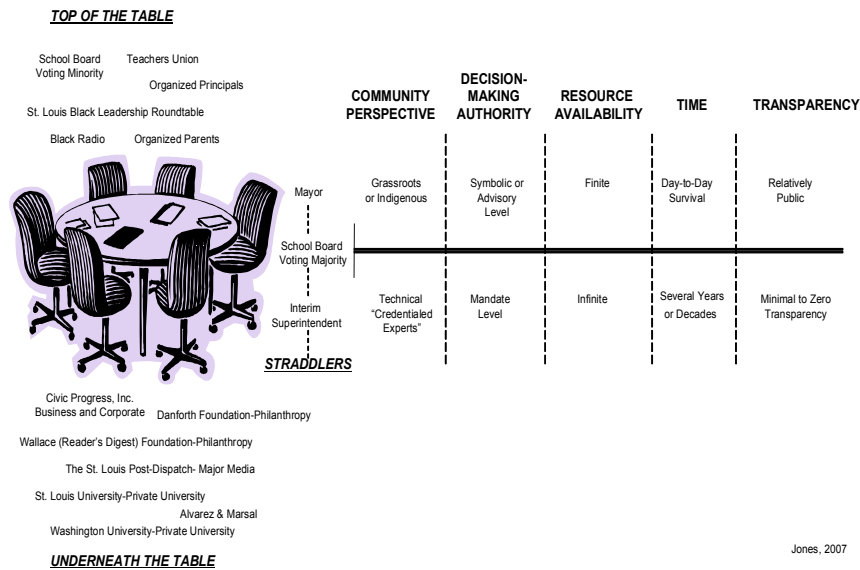 TOP OF THE TABLE
School Board
Voting Minority
Teachers Union
Organized Principals
St. Louis Black Leadership Roundtable
Black Radio
Organized Parents
Mayor
School Board
Voting Majority
Interim
Superintendent
STRADDLERS
COMMUNITY
PERSPECTIVE
DECISION-
MAKING
AUTHORITY
RESOURCE
AVAILABILITY
TIME
TRANSPARENCY
Grassroots
or Indigenous
Symbolic or
Advisory
Level
Finite
Day-to-Day
Survival
Relatively
Public
Technical
“Credentialed
Experts”
Mandate
Level
Infinite
Several Years
or Decades
Minimal to Zero
Transparency
Civic Progress, Inc.
Business and Corporate
Danforth Foundation-Philanthropy
Wallace (Reader’s Digest) Foundation-Philanthropy
The St. Louis Post-Dispatch- Major Media
St. Louis University-Private University
Alvarez & Marsal
Washington University-Private University
UNDERNEATH THE TABLE
Jones, 2007